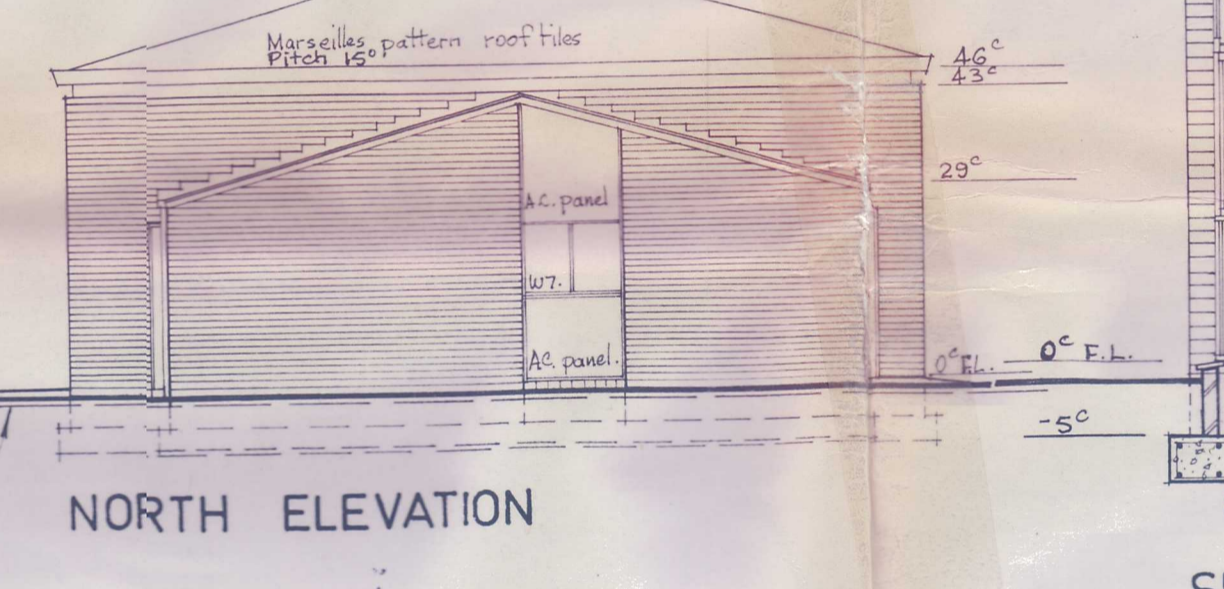 Marseilles pattern roof tiles
Pitch 15°
46c
43c
29c
A.C. panel
W7.
AC. panel.
0c F.L.
0c F.L.
-5c
NORTH ELEVATION